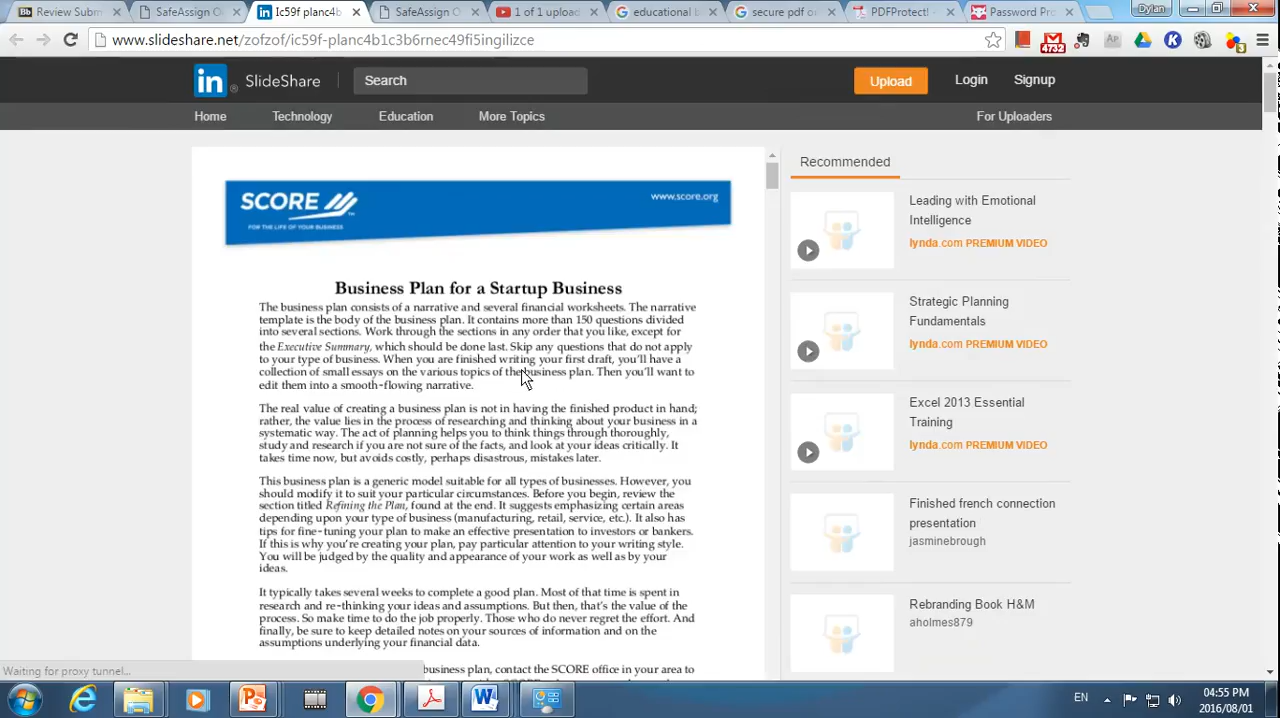 Review Subm
SafeAssign O
Ic59f planc4b
SafeAssign O
1 of 1 upload
educational b
secure pdf o
PDFProtect!
Password Pro
Dylan
www.slideshare.net/zofzof/ic59f-planc4b1c3b6rnec49fi5ingilizce
4732
3
in SlideShare
Search
Upload
Login
Signup
Home
Technology
Education
More Topics
For Uploaders
SCORE
FOR THE LIFE OF YOUR BUSINESS
www.score.org
Business Plan for a Startup Business
The business plan consists of a narrative and several financial worksheets. The narrative
template is the body of the business plan. It contains more than 150 questions divided
into several sections. Work through the sections in any order that you like, except for
the Executive Summary, which should be done last. Skip any questions that do not apply
to your type of business. When you are finished writing your first draft, you'll have a
collection of small essays on the various topics of the business plan. Then you'll want to
edit them into a smooth-flowing narrative.
The real value of creating a business plan is not in having the finished product in hand;
rather, the value lies in the process of researching and thinking about your business in a
systematic way. The act of planning helps you to think things through thoroughly,
study and research if you are not sure of the facts, and look at your ideas critically. It
takes time now, but avoids costly, perhaps disastrous, mistakes later.
This business plan is a generic model suitable for all types of businesses. However, you
should modify it to suit your particular circumstances. Before you begin, review the
section titled Refining the Plan, found at the end. It suggests emphasizing certain areas
depending upon your type of business (manufacturing, retail, service, etc.). It also has
tips for fine-tuning your plan to make an effective presentation to investors or bankers.
If this is why you're creating your plan, pay particular attention to your writing style.
You will be judged by the quality and appearance of your work as well as by your
ideas.
It typically takes several weeks to complete a good plan. Most of that time is spent in
research and re-thinking your ideas and assumptions. But then, that's the value of the
process. So make time to do the job properly. Those who do never regret the effort. And
finally, be sure to keep detailed notes on your sources of information and on the
assumptions underlying your financial data.
business plan, contact the SCORE office in your area to
Recommended
Leading with Emotional
Intelligence
lynda.com PREMIUM VIDEO
Strategic Planning
Fundamentals
lynda.com PREMIUM VIDEO
Excel 2013 Essential
Training
lynda.com PREMIUM VIDEO
Finished french connection
presentation
jasminebrough
Rebranding Book H&M
aholmes879
Waiting for proxy tunnel...
EN
04:55 PM
2016/08/01